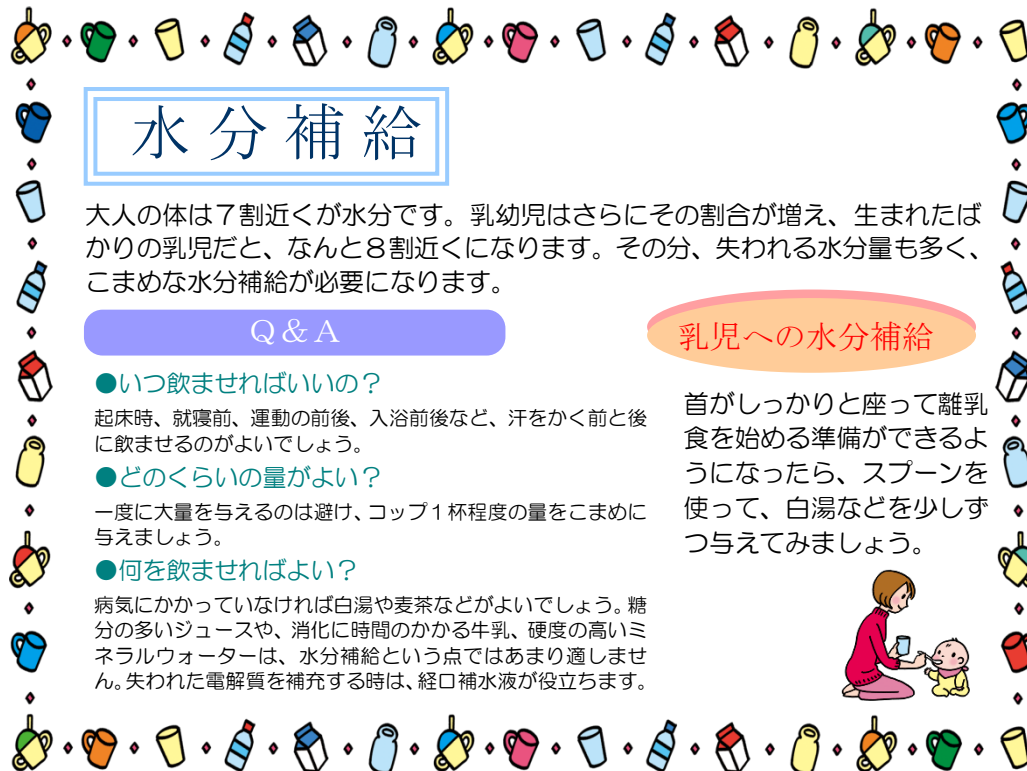 水分補給
大人の体は７割近くが水分です。乳幼児はさらにその割合が増え、生まれたば
かりの乳児だと、なんと８割近くになります。その分、失われる水分量も多く、
こまめな水分補給が必要になります。
Ｑ＆Ａ
●いつ飲ませればいいの？
起床時、就寝前、運動の前後、入浴前後など、汗をかく前と後
に飲ませるのがよいでしょう。
●どのくらいの量がよい？
一度に大量を与えるのは避け、コップ１杯程度の量をこまめに
与えましょう。
●何を飲ませればよい？
病気にかかっていなければ白湯や麦茶などがよいでしょう。糖
分の多いジュースや、消化に時間のかかる牛乳、硬度の高いミ
ネラルウォーターは、水分補給という点ではあまり適しませ
ん。失われた電解質を補充する時は、経口補水液が役立ちます。
乳児への水分補給
首がしっかりと座って離乳
食を始める準備ができるよ
うになったら、スプーンを
使って、白湯などを少しず
つ与えてみましょう。